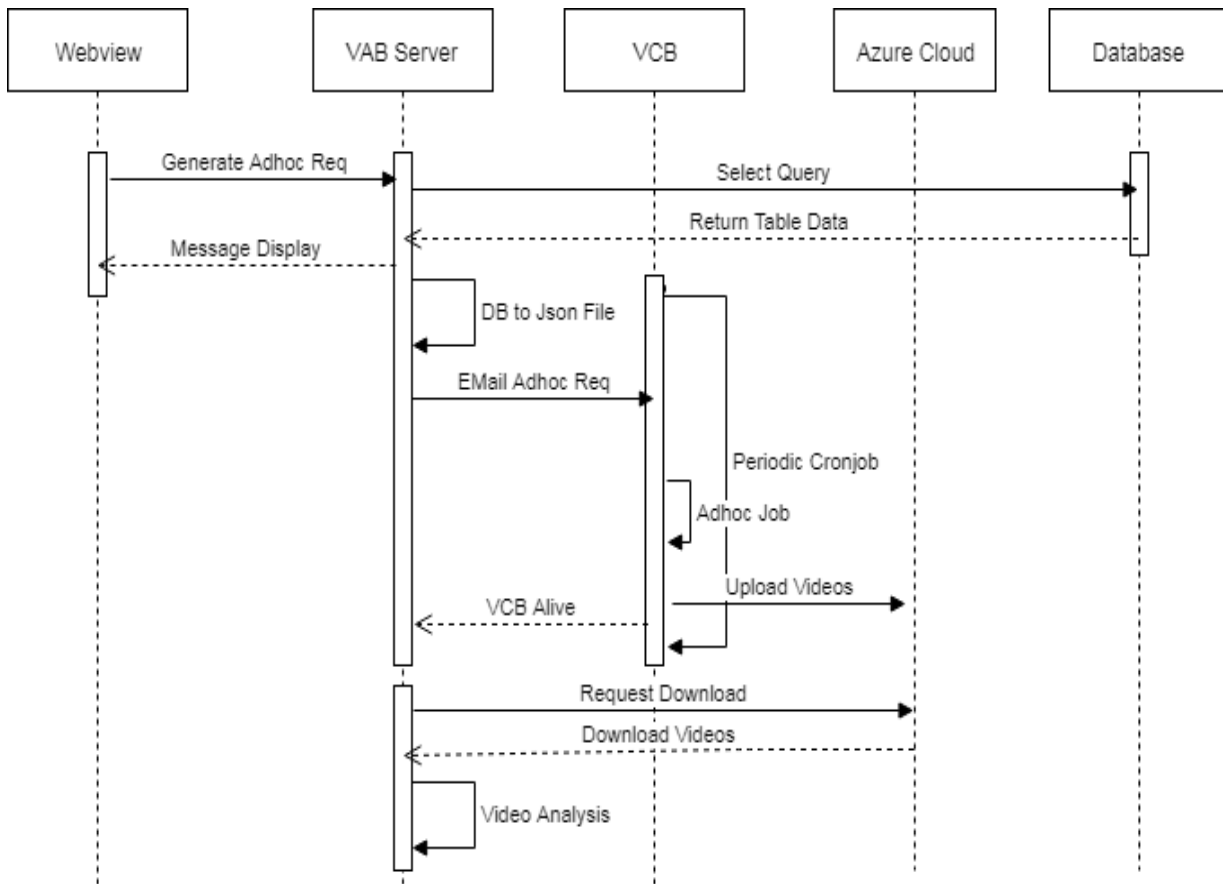 Webview
VAB Server
VCB
Azure Cloud
Database
Generate Adhoc Req
Select Query
Return Table Data
Message Display
DB to Json File
EMail Adhoc Req
Periodic Cronjob
Adhoc Job
Upload Videos
VCB Alive
Request Download
Download Videos
Video Analysis